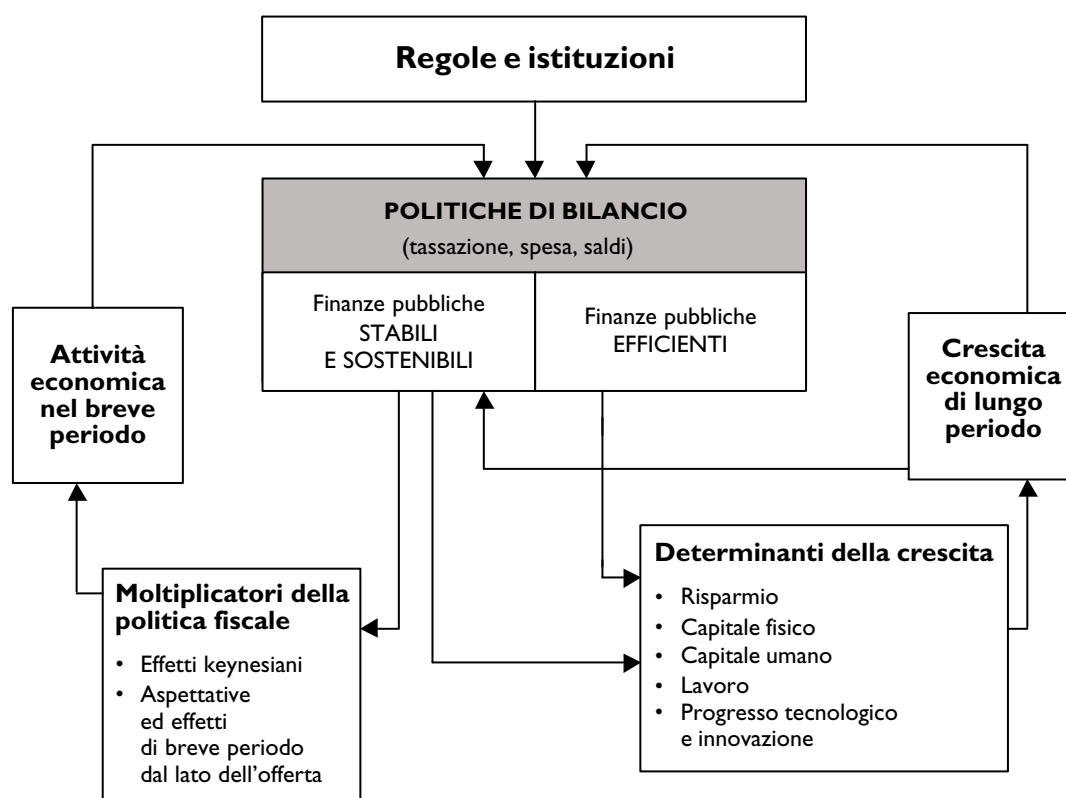 Regole e istituzioni
POLITICHE DI BILANCIO
(tassazione, spesa, saldi)
Finanze pubbliche
STABILI
E SOSTENIBILI
Finanze pubbliche
EFFICIENTI
Attività
economica
nel breve
periodo
Crescita
economica
di lungo
periodo
Moltiplicatori della
politica fiscale
• Effetti keynesiani
• Aspettative
ed effetti
di breve periodo
dal lato dell’offerta
Determinanti della crescita
• Risparmio
• Capitale fisico
• Capitale umano
• Lavoro
• Progresso tecnologico
e innovazione